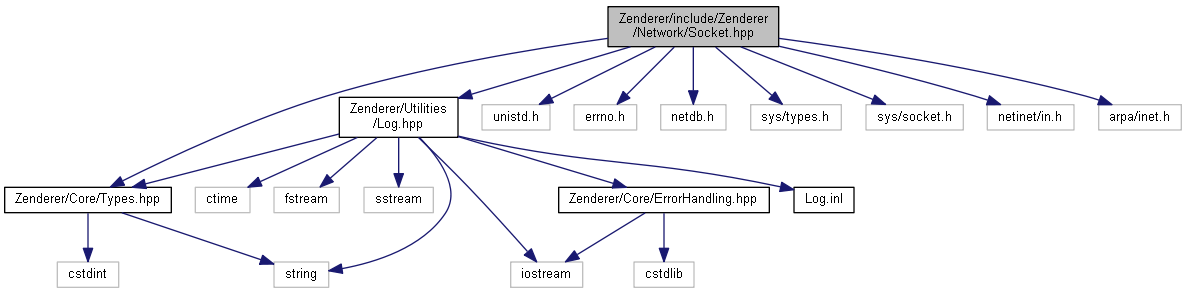 Zenderer/include/Zenderer
/Network/Socket.hpp
Zenderer/Utilities
/Log.hpp
unistd.h
errno.h
netdb.h
sys/types.h
sys/socket.h
netinet/in.h
arpa/inet.h
Zenderer/Core/Types.hpp
ctime
fstream
sstream
Zenderer/Core/ErrorHandling.hpp
Log.inl
cstdint
string
iostream
cstdlib